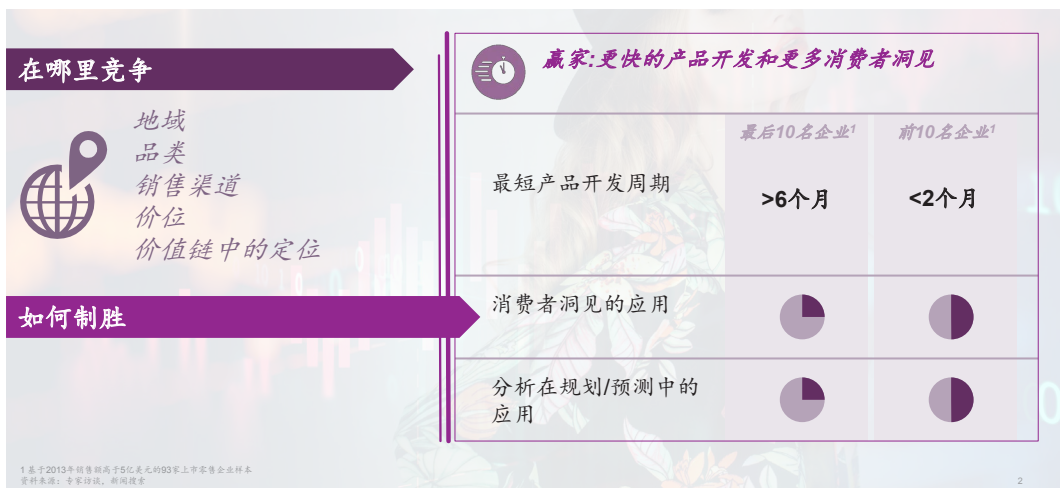 在哪里竞争
地域
品类
销售渠道
价位
价值链中的定位
如何制胜
赢家:更快的产品开发和更多消费者洞见
最后10名企业1
前10名企业1
最短产品开发周期
>6个月
<2个月
消费者洞见的应用
分析在规划/预测中的
应用
1 基于2013年销售额高于5亿美元的93家上市零售企业样本
资料来源：专家访谈，新闻搜索
2